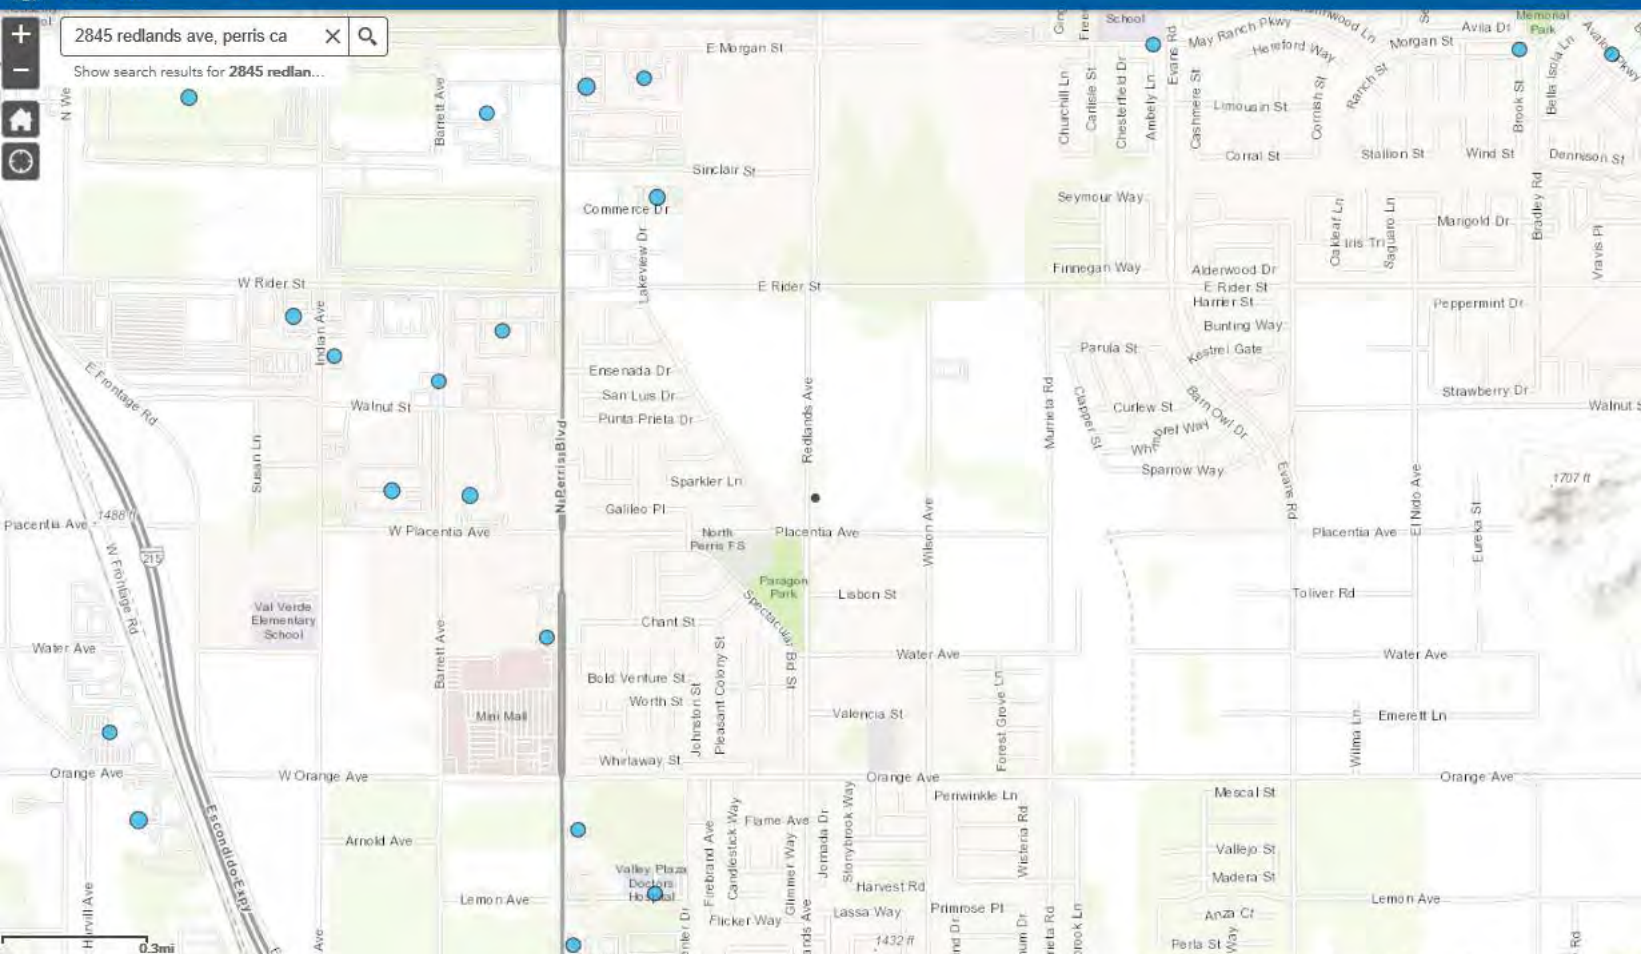 +
2845 redlands ave, perris ca
Show search results for 2845 redlan...
−
N We
Barrett Ave
E Morgan St
School
May Ranch Pkwy
Hereford Way
Morgan St
Avila Dr
Memorial
Park
Evans Rd
Churchill Ln
Carlisle St
Chesterfield Dr
Ambely Ln
Cashmere St
Limousin St
Cornish St
Ranch St
Brook St
Bella Isola Ln
Sinclair St
Corral St
Stallion St
Wind St
Dennison St
Commerce Dr
Seymour Way
Lakeview Dr
Oakleaf Ln
Iris Trl
Saguaro Ln
Marigold Dr
Bradley Rd
Vravis Pl
W Rider St
E Rider St
Finnegan Way
Alderwood Dr
E Rider St
Harrier St
Peppermint Dr
Indian Ave
Bunting Way
Parula St
Kestrel Gate
E Frontage Rd
Ensenada Dr
San Luis Dr
Punta Prieta Dr
Walnut St
Redlands Ave
Murrieta Rd
Clapper St
Curlew St
Barn Owl Dr
Strawberry Dr
Walnut S
Sparrow Way
Susan Ln
N Perris Blvd
Sparkler Ln
Galileo Pl
Evans Rd
El Nido Ave
Eureka St
1707 ft
Placentia Ave
1488 ft
W Placentia Ave
North
Perris FS
Placentia Ave
Wilson Ave
Placentia Ave
215
W Frontage Rd
Paragon
Park
Lisbon St
Toliver Rd
Val Verde
Elementary
School
Chant St
Spectacular
Bid St
Water Ave
Barrett Ave
Water Ave
Water Ave
Bold Venture St
Worth St
Johnston St
Pleasant Colony St
Mini Mall
Valencia St
Forest Grove Ln
Emerett Ln
Wilma Ln
Whirlaway St
Orange Ave
W Orange Ave
Orange Ave
Orange Ave
Periwinkle Ln
Mescal St
Escondido Expy
Arnold Ave
Firebrand Ave
Candlestick Way
Flame Ave
Glimmer Way
Jornada Dr
Stonybrook Way
Wisteria Rd
Vallejo St
Madera St
Valley Plaza
Doctors
Hospital
Harvest Rd
Lemon Ave
Lemon Ave
Harvill Ave
Flicker Way
Lassa Way
Primrose Pl
Anza Ct
1432 ft
Perla St
Way
0.3mi
Ave
Rd